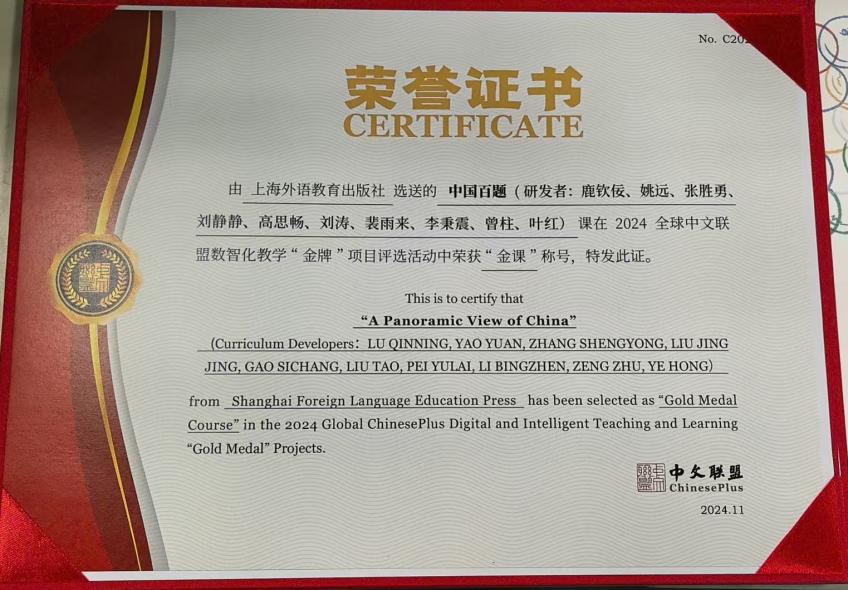 No. C202
荣誉证书
CERTIFICATE
由 上海外语教育出版社 选送的 中国百题（研发者：鹿钦佞、姚远、张胜勇、
刘静静、高思畅、刘涛、裴雨来、李秉震、曾柱、叶红） 课在 2024 全球中文联
盟数智化教学“金牌”项目评选活动中荣获“金课”称号，特发此证。
This is to certify that
“A Panoramic View of China”
(Curriculum Developers：LU QINNING, YAO YUAN, ZHANG SHENGYONG, LIU JING
JING, GAO SICHANG, LIU TAO, PEI YULAI, LI BINGZHEN, ZENG ZHU, YE HONG）
from Shanghai Foreign Language Education Press has been selected as “Gold Medal
Course” in the 2024 Global ChinesePlus Digital and Intelligent Teaching and Learning
“Gold Medal” Projects.
中文联盟
ChinesePlus
2024.11